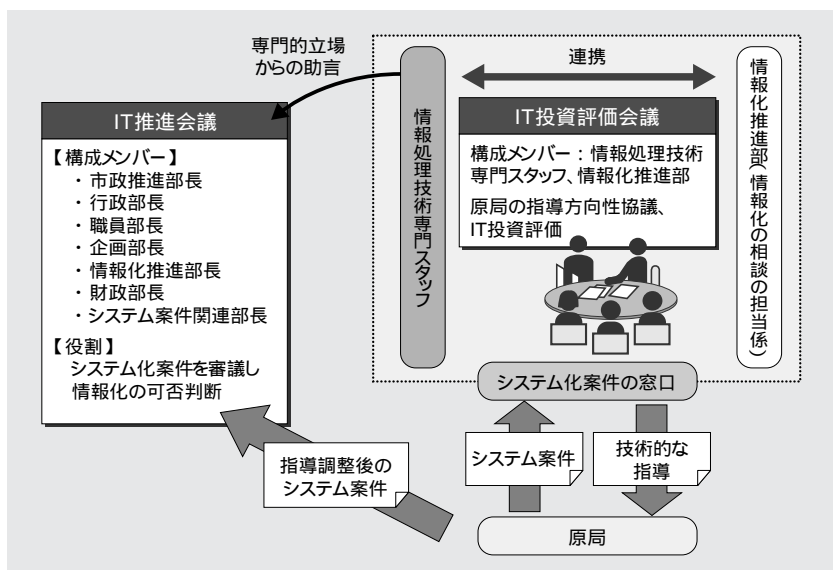 専門的立場
からの助言
連携
IT推進会議
【構成メンバー】
・ 市政推進部長
・ 行政部長
・ 職員部長
・ 企画部長
・ 情報化推進部長
・ 財政部長
・ システム案件関連部長
【役割】
システム化案件を審議し
情報化の可否判断
情報処理技術専門スタッフ
IT投資評価会議
構成メンバー：情報処理技術
専門スタッフ、情報化推進部
原局の指導方向性協議、
IT投資評価
情報化推進部(情報化の相談の担当係)
システム化案件の窓口
指導調整後の
システム案件
システム案件
技術的な
指導
原局